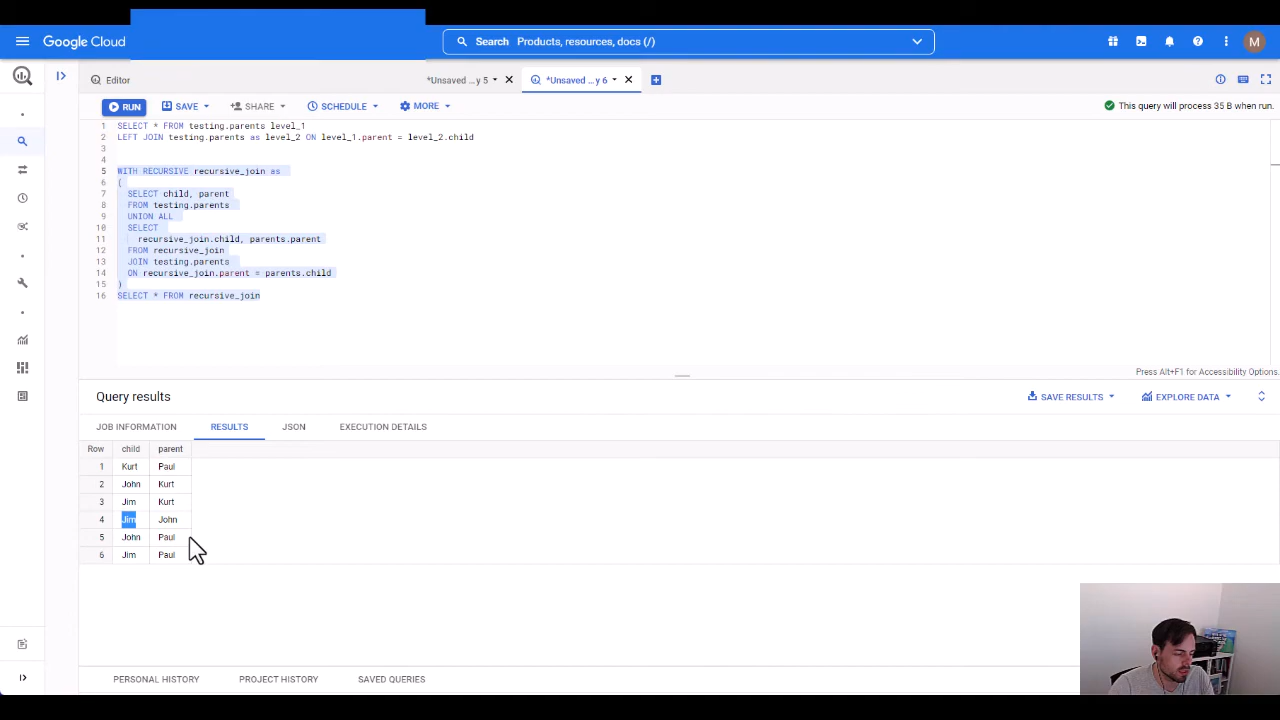 Google Cloud
Search Products, resources, docs (/)
M
Editor
*Unsaved ...y 5
*Unsaved ...y 6
RUN
SAVE
SHARE
SCHEDULE
MORE
This query will process 35 B when run.
1 SELECT * FROM testing.parents level_1
2 LEFT JOIN testing.parents as level_2 ON level_1.parent = level_2.child
3
4
5 WITH RECURSIVE recursive_join as
6 (
7 SELECT child, parent
8 FROM testing.parents
9 UNION ALL
10 SELECT
11 recursive_join.child, parents.parent
12 FROM recursive_join
13 JOIN testing.parents
14 ON recursive_join.parent = parents.child
15 )
16 SELECT * FROM recursive_join
Press Alt+F1 for Accessibility Options.
Query results
SAVE RESULTS
EXPLORE DATA
JOB INFORMATION
RESULTS
JSON
EXECUTION DETAILS
Row child parent
1 Kurt Paul
2 John Kurt
3 Jim Kurt
4 Jim John
5 John Paul
6 Jim Paul
PERSONAL HISTORY
PROJECT HISTORY
SAVED QUERIES